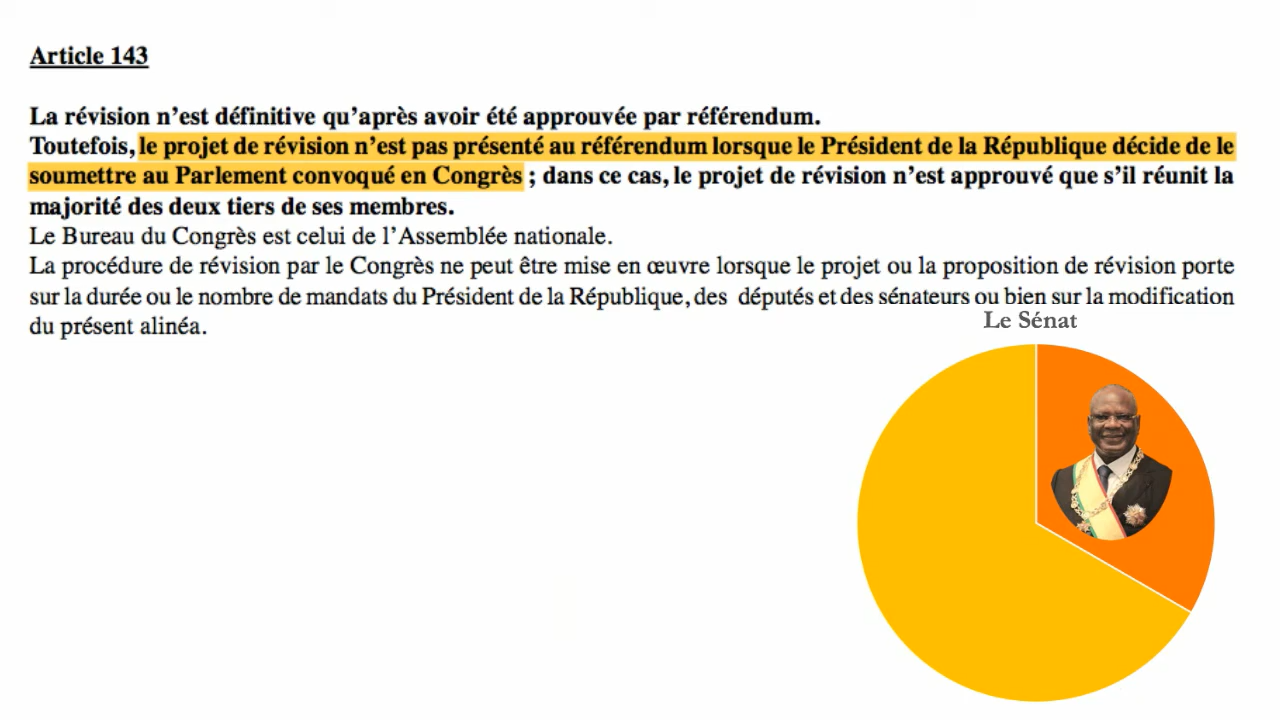 Article 143
La révision n’est définitive qu’après avoir été approuvée par référendum.
Toutefois, le projet de révision n’est pas présenté au référendum lorsque le Président de la République décide de le
soumettre au Parlement convoqué en Congrès ; dans ce cas, le projet de révision n’est approuvé que s’il réunit la
majorité des deux tiers de ses membres.
Le Bureau du Congrès est celui de l’Assemblée nationale.
La procédure de révision par le Congrès ne peut être mise en œuvre lorsque le projet ou la proposition de révision porte
sur la durée ou le nombre de mandats du Président de la République, des députés et des sénateurs ou bien sur la modification
du présent alinéa.
Le Sénat